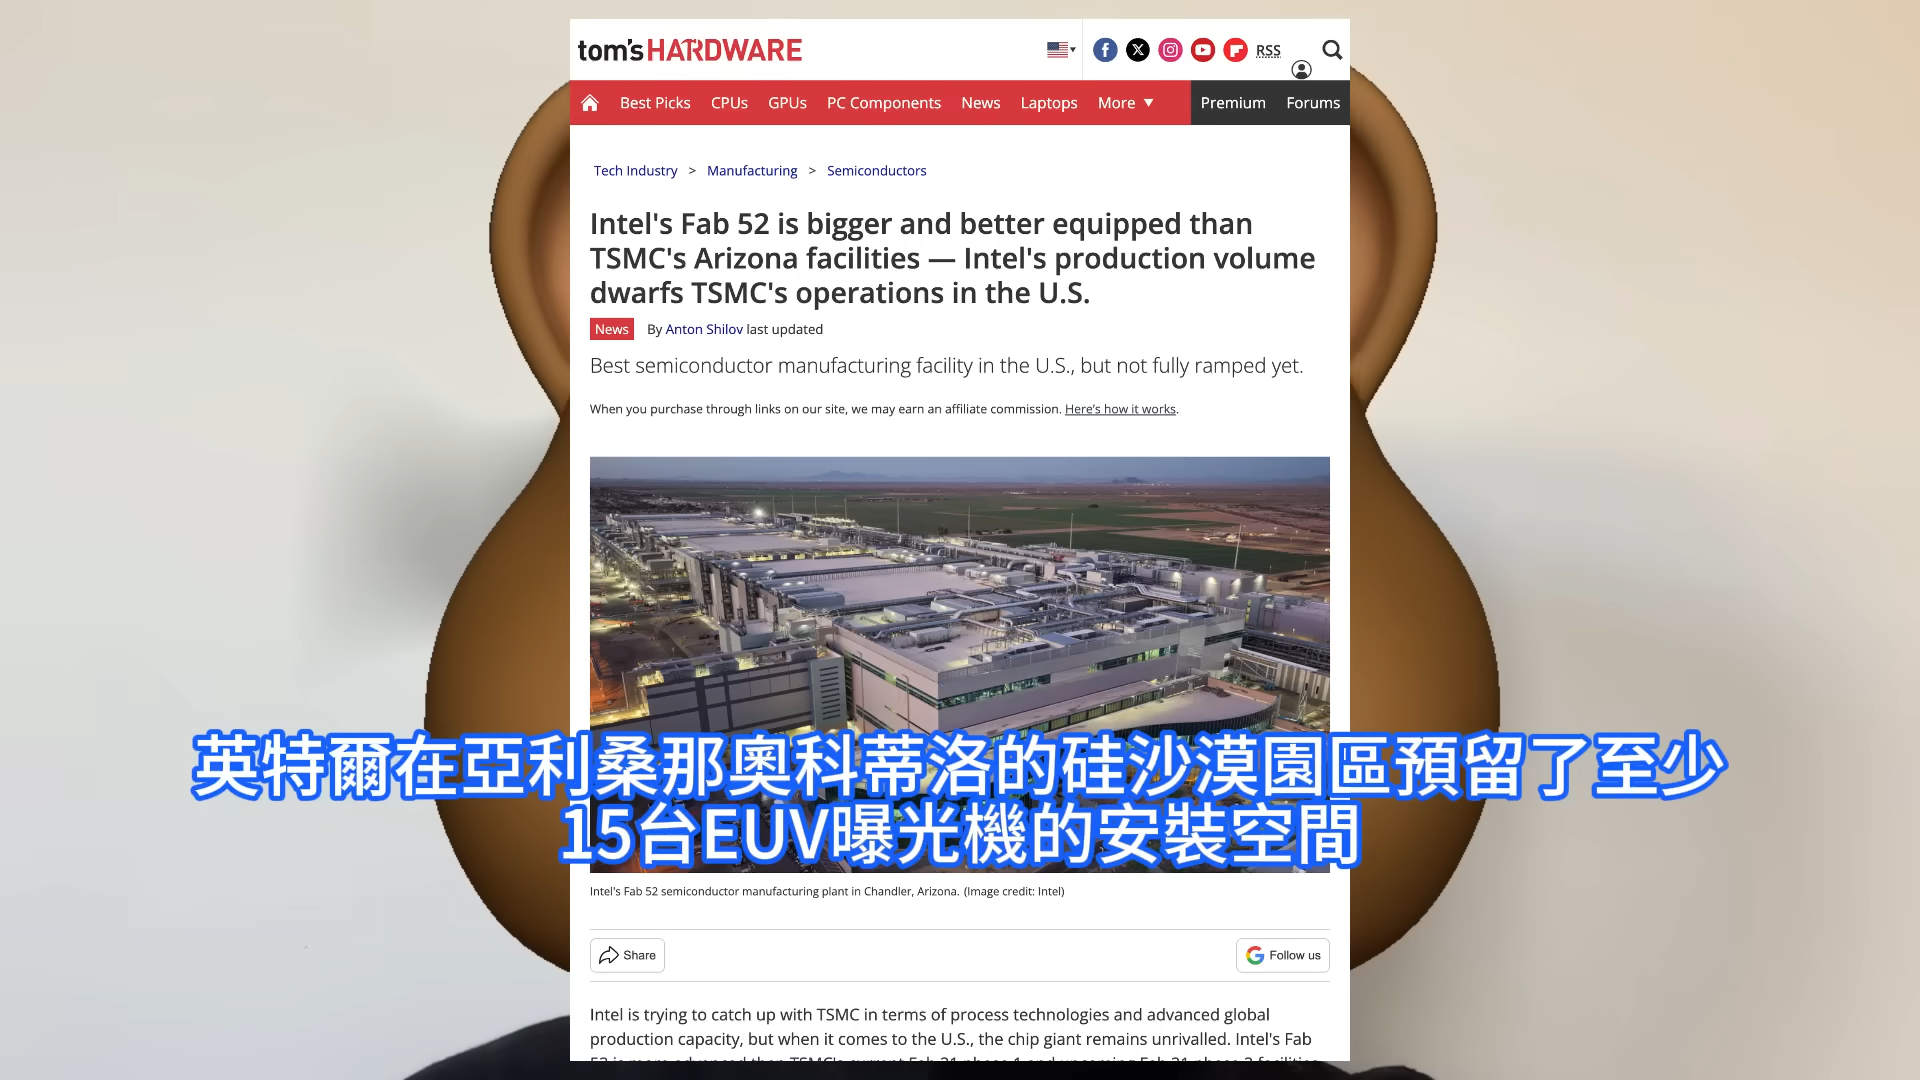 tom's HARDWARE
RSS
Best Picks CPUs GPUs PC Components News Laptops More ▼ Premium Forums
Tech Industry > Manufacturing > Semiconductors
Intel's Fab 52 is bigger and better equipped than
TSMC's Arizona facilities — Intel's production volume
dwarfs TSMC's operations in the U.S.
News By Anton Shilov last updated
Best semiconductor manufacturing facility in the U.S., but not fully ramped yet.
When you purchase through links on our site, we may earn an affiliate commission. Here's how it works.
英特爾在亞利桑那奧科蒂洛的硅沙漠園區預留了至少
15台EUV曝光機的安裝空間
Intel's Fab 52 semiconductor manufacturing plant in Chandler, Arizona. (Image credit: Intel)
Share
Follow us
Intel is trying to catch up with TSMC in terms of process technologies and advanced global
production capacity, but when it comes to the U.S., the chip giant remains unrivalled. Intel's Fab